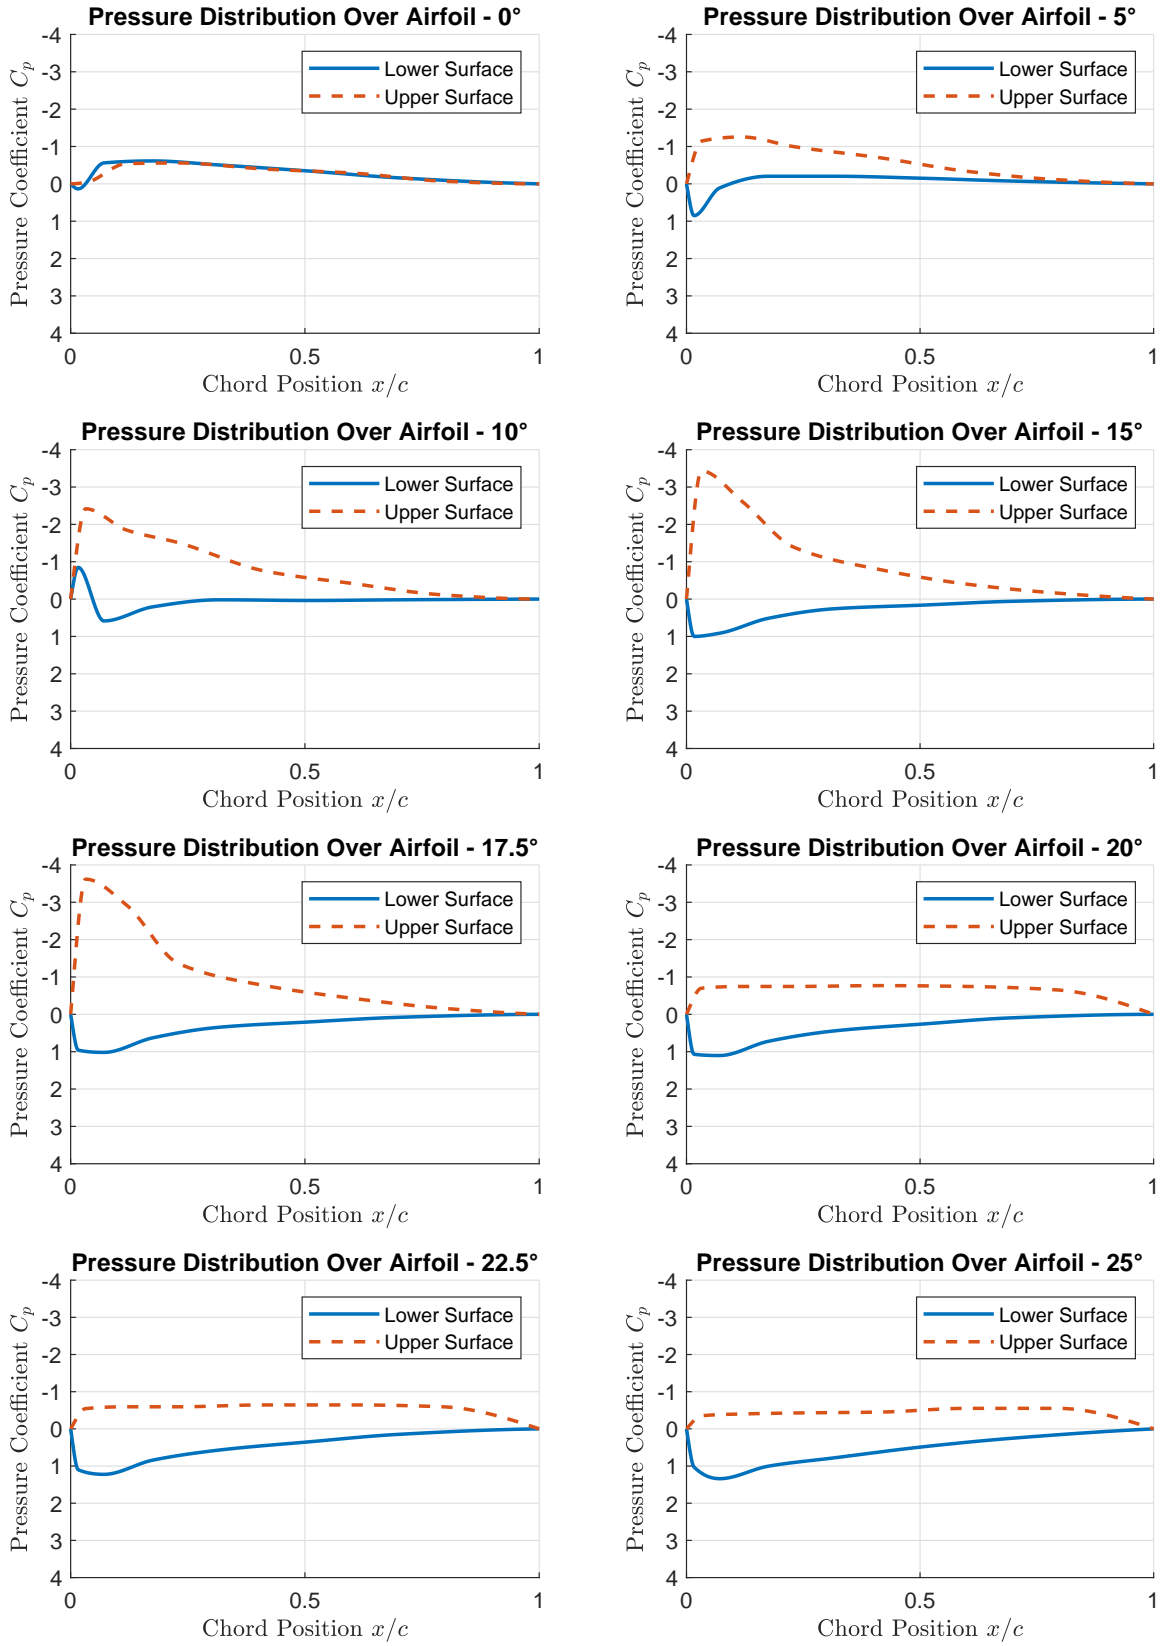 Pressure Distribution Over Airfoil - 0°
-4
-3
-2
-1
0
1
2
3
4
Pressure Coefficient C_p
Lower Surface
Upper Surface
0 0.5 1
Chord Position x/c
Pressure Distribution Over Airfoil - 5°
-4
-3
-2
-1
0
1
2
3
4
Pressure Coefficient C_p
Lower Surface
Upper Surface
0 0.5 1
Chord Position x/c
Pressure Distribution Over Airfoil - 10°
-4
-3
-2
-1
0
1
2
3
4
Pressure Coefficient C_p
Lower Surface
Upper Surface
0 0.5 1
Chord Position x/c
Pressure Distribution Over Airfoil - 15°
-4
-3
-2
-1
0
1
2
3
4
Pressure Coefficient C_p
Lower Surface
Upper Surface
0 0.5 1
Chord Position x/c
Pressure Distribution Over Airfoil - 17.5°
-4
-3
-2
-1
0
1
2
3
4
Pressure Coefficient C_p
Lower Surface
Upper Surface
0 0.5 1
Chord Position x/c
Pressure Distribution Over Airfoil - 20°
-4
-3
-2
-1
0
1
2
3
4
Pressure Coefficient C_p
Lower Surface
Upper Surface
0 0.5 1
Chord Position x/c
Pressure Distribution Over Airfoil - 22.5°
-4
-3
-2
-1
0
1
2
3
4
Pressure Coefficient C_p
Lower Surface
Upper Surface
0 0.5 1
Chord Position x/c
Pressure Distribution Over Airfoil - 25°
-4
-3
-2
-1
0
1
2
3
4
Pressure Coefficient C_p
Lower Surface
Upper Surface
0 0.5 1
Chord Position x/c